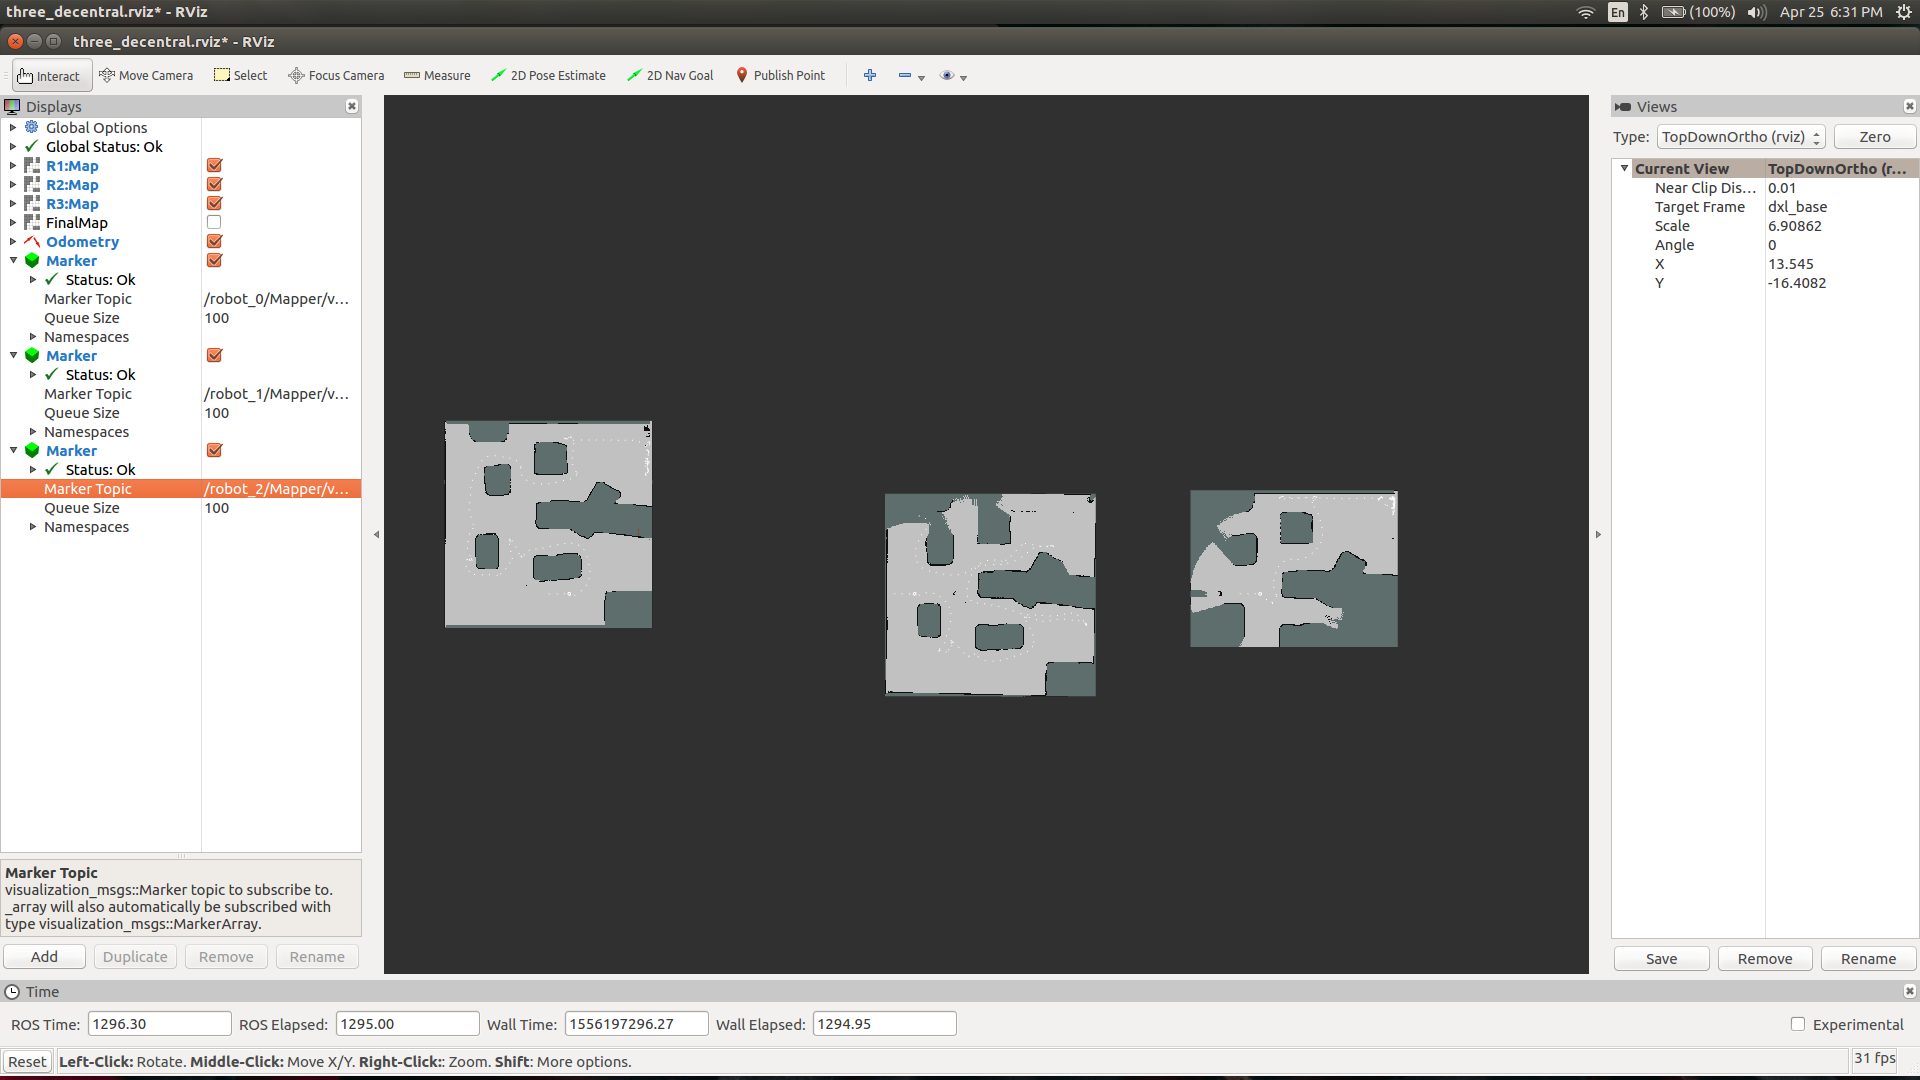 three_decentral.rviz* - RViz
En (100%) Apr 25 6:31 PM
three_decentral.rviz* - RViz
Interact Move Camera Select Focus Camera Measure 2D Pose Estimate 2D Nav Goal Publish Point
Displays
Global Options
Global Status: Ok
R1:Map
R2:Map
R3:Map
FinalMap
Odometry
Marker
Status: Ok
Marker Topic /robot_0/Mapper/v...
Queue Size 100
Namespaces
Marker
Status: Ok
Marker Topic /robot_1/Mapper/v...
Queue Size 100
Namespaces
Marker
Status: Ok
Marker Topic /robot_2/Mapper/v...
Queue Size 100
Namespaces
Marker Topic
visualization_msgs::Marker topic to subscribe to.
_array will also automatically be subscribed with
type visualization_msgs::MarkerArray.
Add Duplicate Remove Rename
Views
Type: TopDownOrtho (rviz) Zero
Current View TopDownOrtho (r...
Near Clip Dis... 0.01
Target Frame dxl_base
Scale 6.90862
Angle 0
X 13.545
Y -16.4082
Save Remove Rename
Time
ROS Time: 1296.30 ROS Elapsed: 1295.00 Wall Time: 1556197296.27 Wall Elapsed: 1294.95 Experimental
Reset Left-Click: Rotate. Middle-Click: Move X/Y. Right-Click:: Zoom. Shift: More options. 31 fps